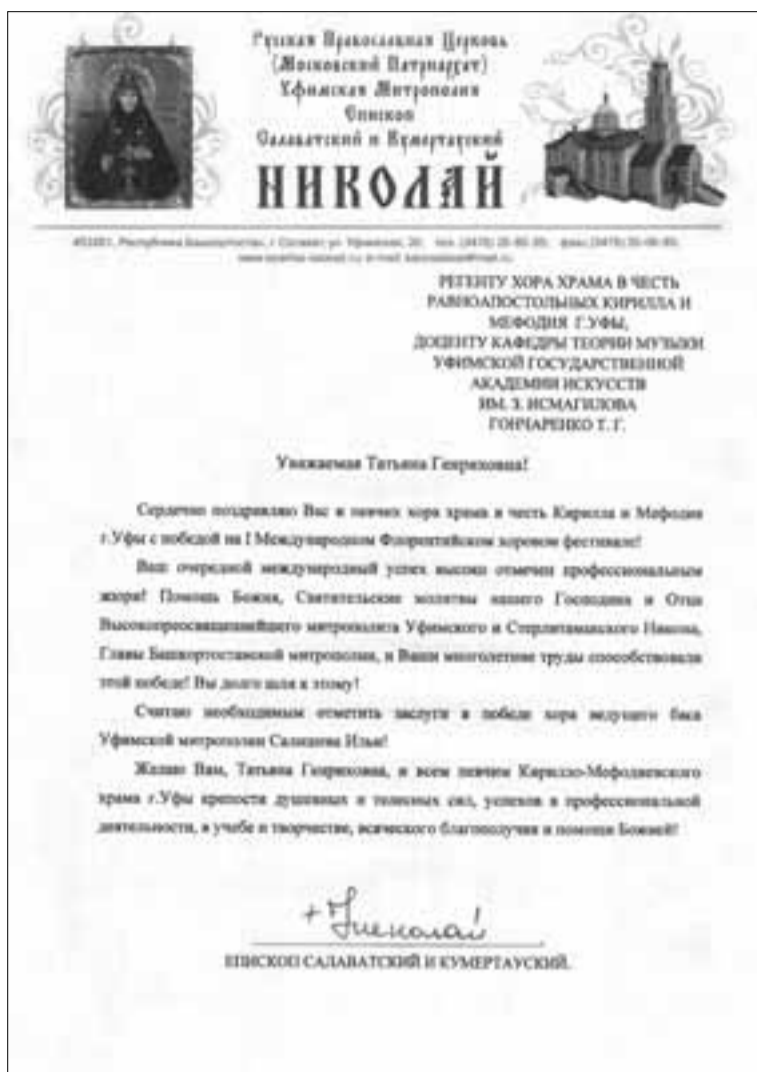 Русская Православная Церковь
(Московский Патриархат)
Уфимская Митрополия
Епископ
Салаватский и Кумертауский
НИКОЛАЙ
Республика Башкортостан, г. Салават, ул.
РЕГЕНТУ ХОРА ХРАМА В ЧЕСТЬ
РАВНОАПОСТОЛЬНЫХ КИРИЛЛА И
МЕФОДИЯ Г.УФЫ,
ДОЦЕНТУ КАФЕДРЫ ТЕОРИИ МУЗЫКИ
УФИМСКОЙ ГОСУДАРСТВЕННОЙ
АКАДЕМИИ ИСКУССТВ
ИМ. З. ИСМАГИЛОВА
ГОНЧАРЕНКО Т. Г.
Уважаемая Татьяна Генриховна!
Сердечно поздравляю Вас и певчих хора храма в честь Кирилла и Мефодия
г.Уфы с победой на I Международном Флорентийском хоровом фестивале!
Ваш очередной международный успех высоко отмечен профессиональным
жюри! Помощь Божия, Святительские молитвы нашего Господина и Отца
Высокопреосвященнейшего митрополита Уфимского и Стерлитамакского Никона,
Главы Башкортостанской митрополии, и Ваши многолетние труды способствовали
этой победе! Вы долго шли к этому!
Считаю необходимым отметить заслуги в победе хора ведущего баса
Уфимской митрополии Ильи!
Желаю Вам, Татьяна Генриховна, и всем певчим Кирилло-Мефодиевского
храма г.Уфы крепости душевных и телесных сил, успехов в профессиональной
деятельности, в учебе и творчестве, всяческого благополучия и помощи Божией!
+Николай
ЕПИСКОП САЛАВАТСКИЙ И КУМЕРТАУСКИЙ.